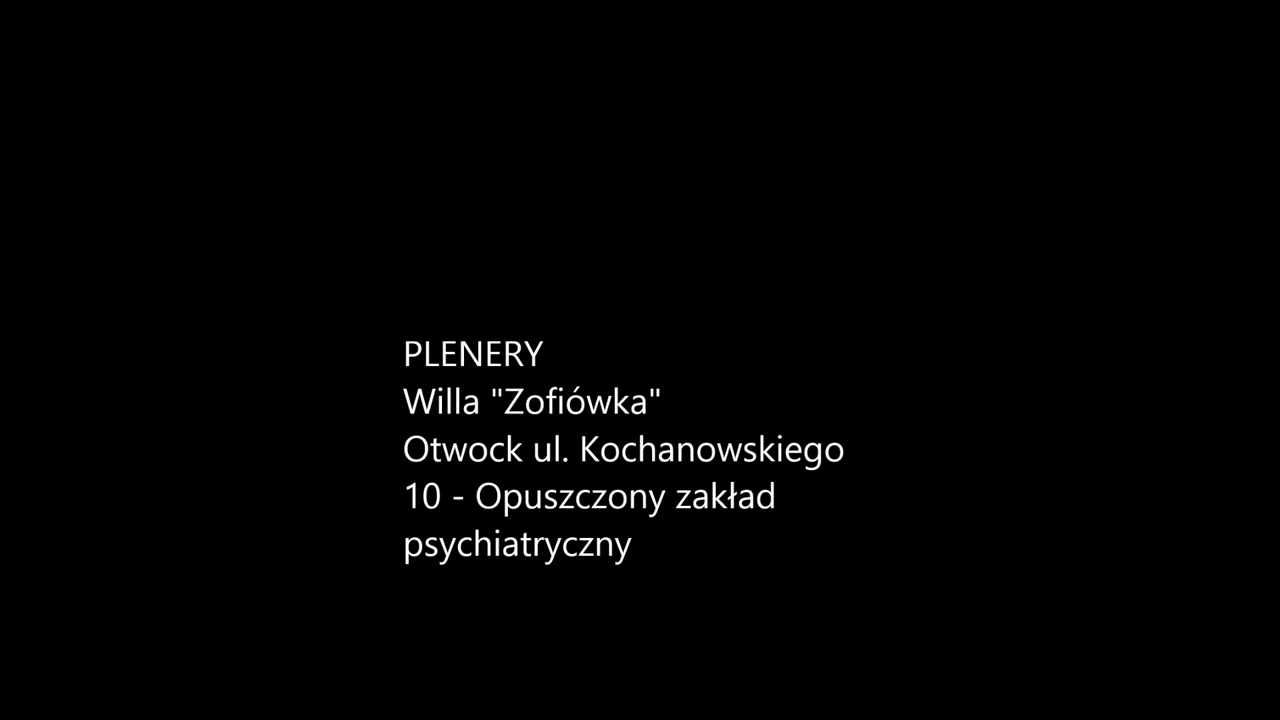 PLENERY
Willa "Zofiówka"
Otwock ul. Kochanowskiego
10 - Opuszczony zakład
psychiatryczny